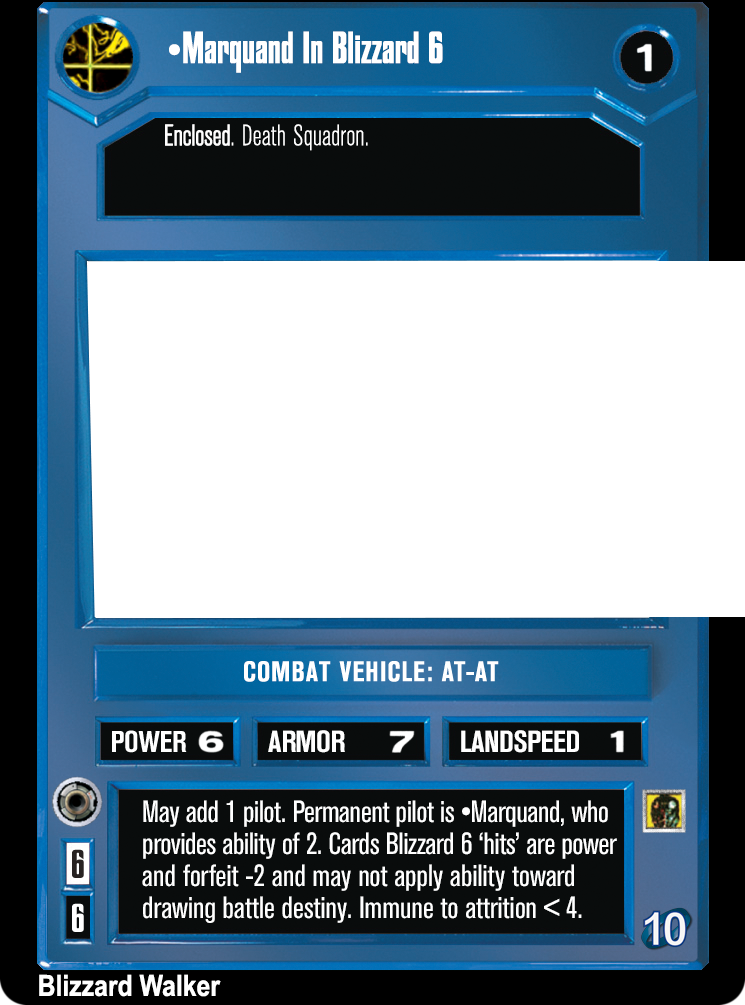 •Marquand In Blizzard 6
1
Enclosed. Death Squadron.
COMBAT VEHICLE: AT-AT
POWER 6
ARMOR 7
LANDSPEED 1
May add 1 pilot. Permanent pilot is •Marquand, who
provides ability of 2. Cards Blizzard 6 ‘hits’ are power
and forfeit -2 and may not apply ability toward
drawing battle destiny. Immune to attrition < 4.
6
6
10
Blizzard Walker